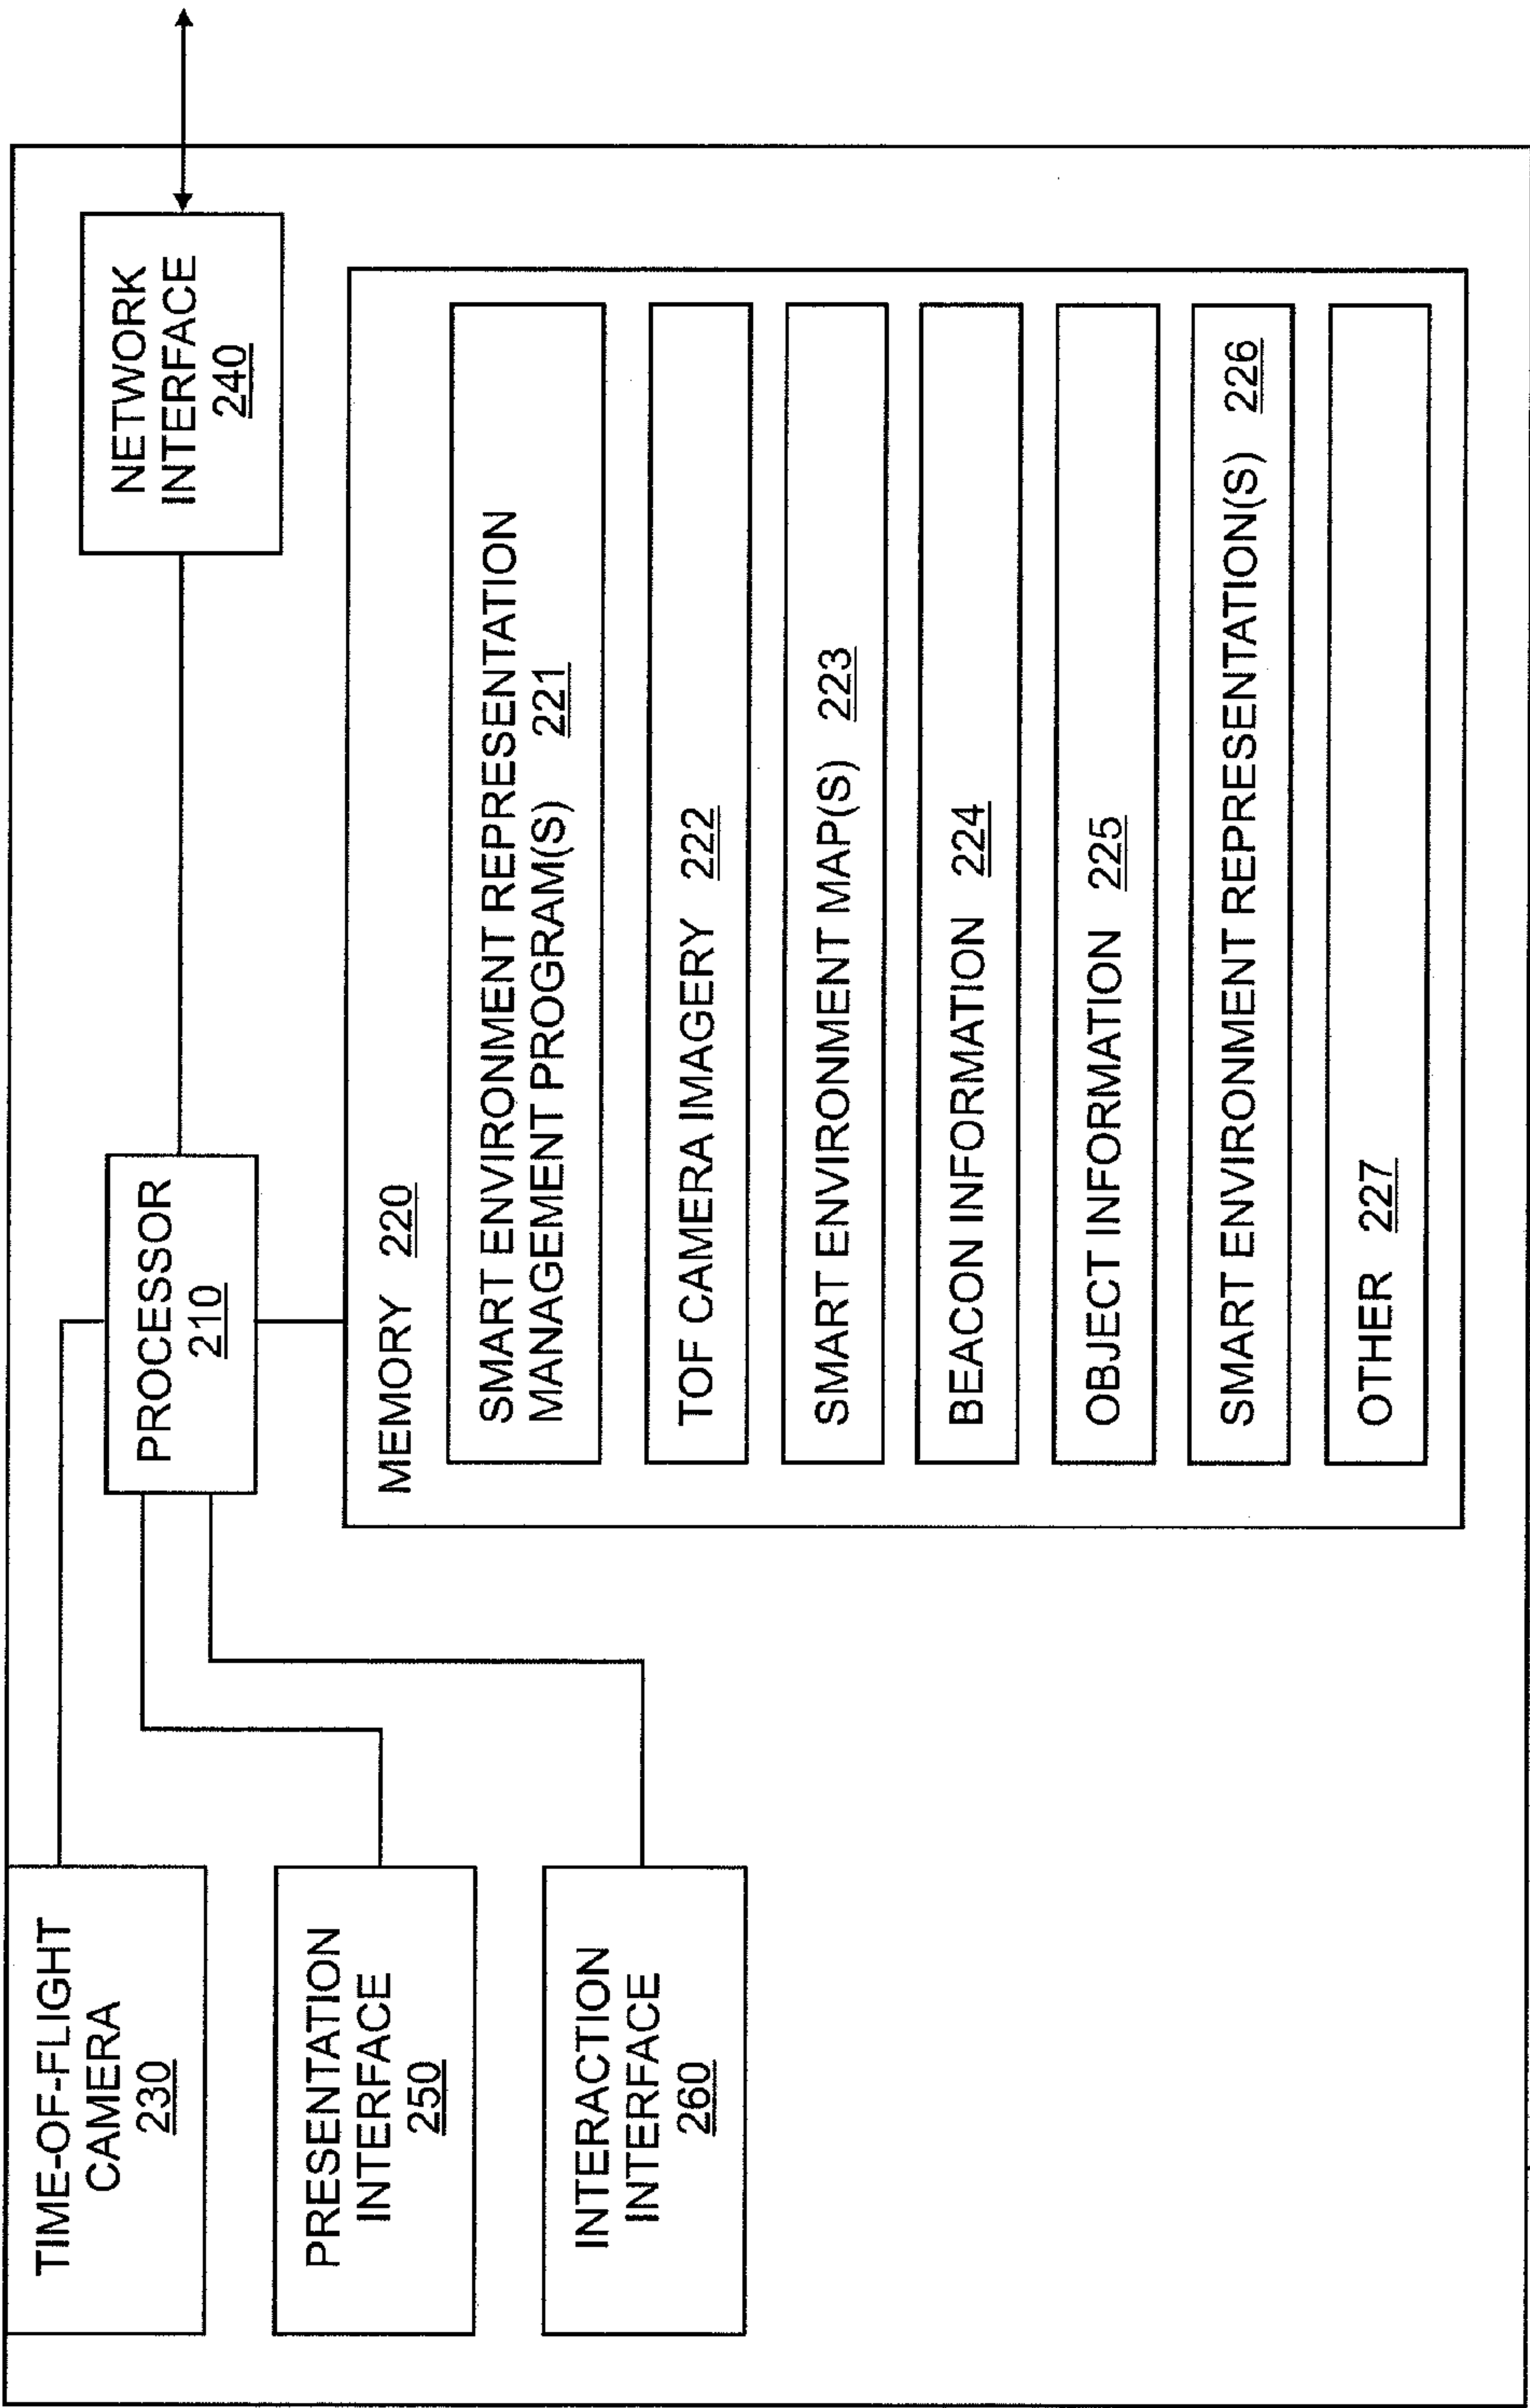 TIME-OF-FLIGHT
CAMERA
230
PRESENTATION
INTERFACE
250
INTERACTION
INTERFACE
260
PROCESSOR
210
NETWORK
INTERFACE
240
MEMORY 220
SMART ENVIRONMENT REPRESENTATION
MANAGEMENT PROGRAM(S) 221
TOF CAMERA IMAGERY 222
SMART ENVIRONMENT MAP(S) 223
BEACON INFORMATION 224
OBJECT INFORMATION 225
SMART ENVIRONMENT REPRESENTATION(S) 226
OTHER 227